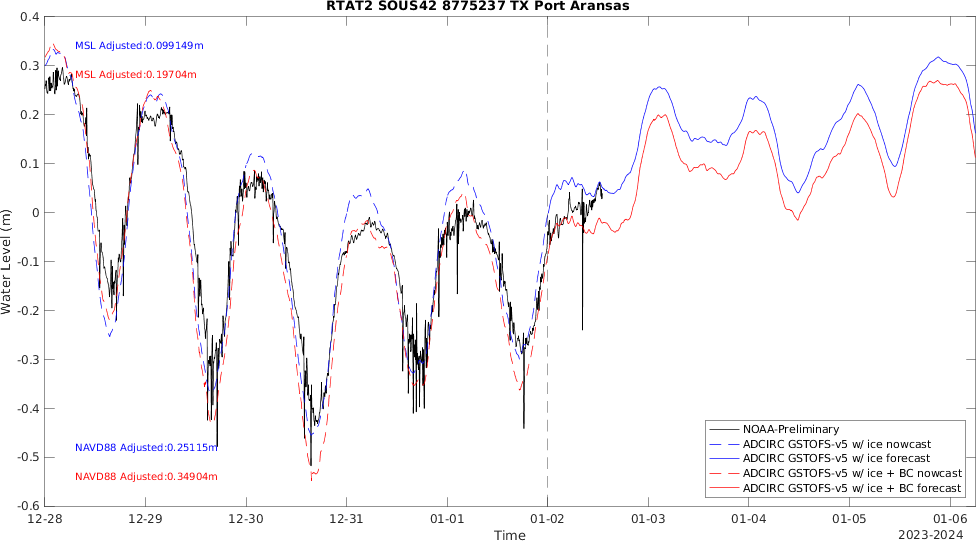 RTAT2 SOUS42 8775237 TX Port Aransas
0.4
0.3
0.2
0.1
0
-0.1
-0.2
-0.3
-0.4
-0.5
-0.6
Water Level (m)
MSL Adjusted:0.099149m
MSL Adjusted:0.19704m
NAVD88 Adjusted:0.25115m
NAVD88 Adjusted:0.34904m
NOAA-Preliminary
ADCIRC GSTOFS-v5 w/ ice nowcast
ADCIRC GSTOFS-v5 w/ ice forecast
ADCIRC GSTOFS-v5 w/ ice + BC nowcast
ADCIRC GSTOFS-v5 w/ ice + BC forecast
12-28 12-29 12-30 12-31 01-01 01-02 01-03 01-04 01-05 01-06
Time
2023-2024